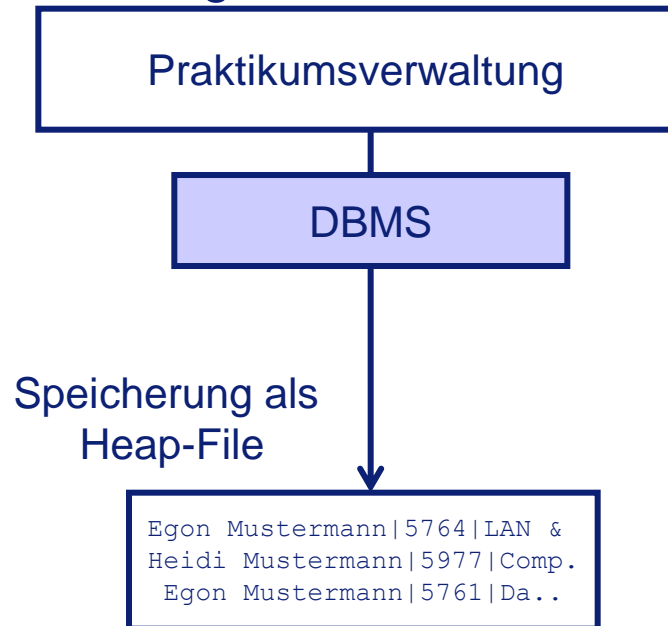 Praktikumsverwaltung
DBMS
Speicherung als
Heap-File
Egon Mustermann|5764|LAN &
Heidi Mustermann|5977|Comp.
Egon Mustermann|5761|Da..